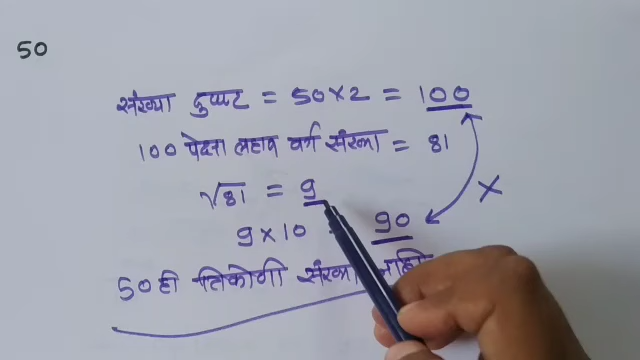 50
संख्या दुप्पट = 50 × 2 = 100
100 पेक्षा लहान वर्ग संख्या = 81
√81 = 9
9 × 10 = 90
×
50 ही त्रिकोणी संख्या नाही